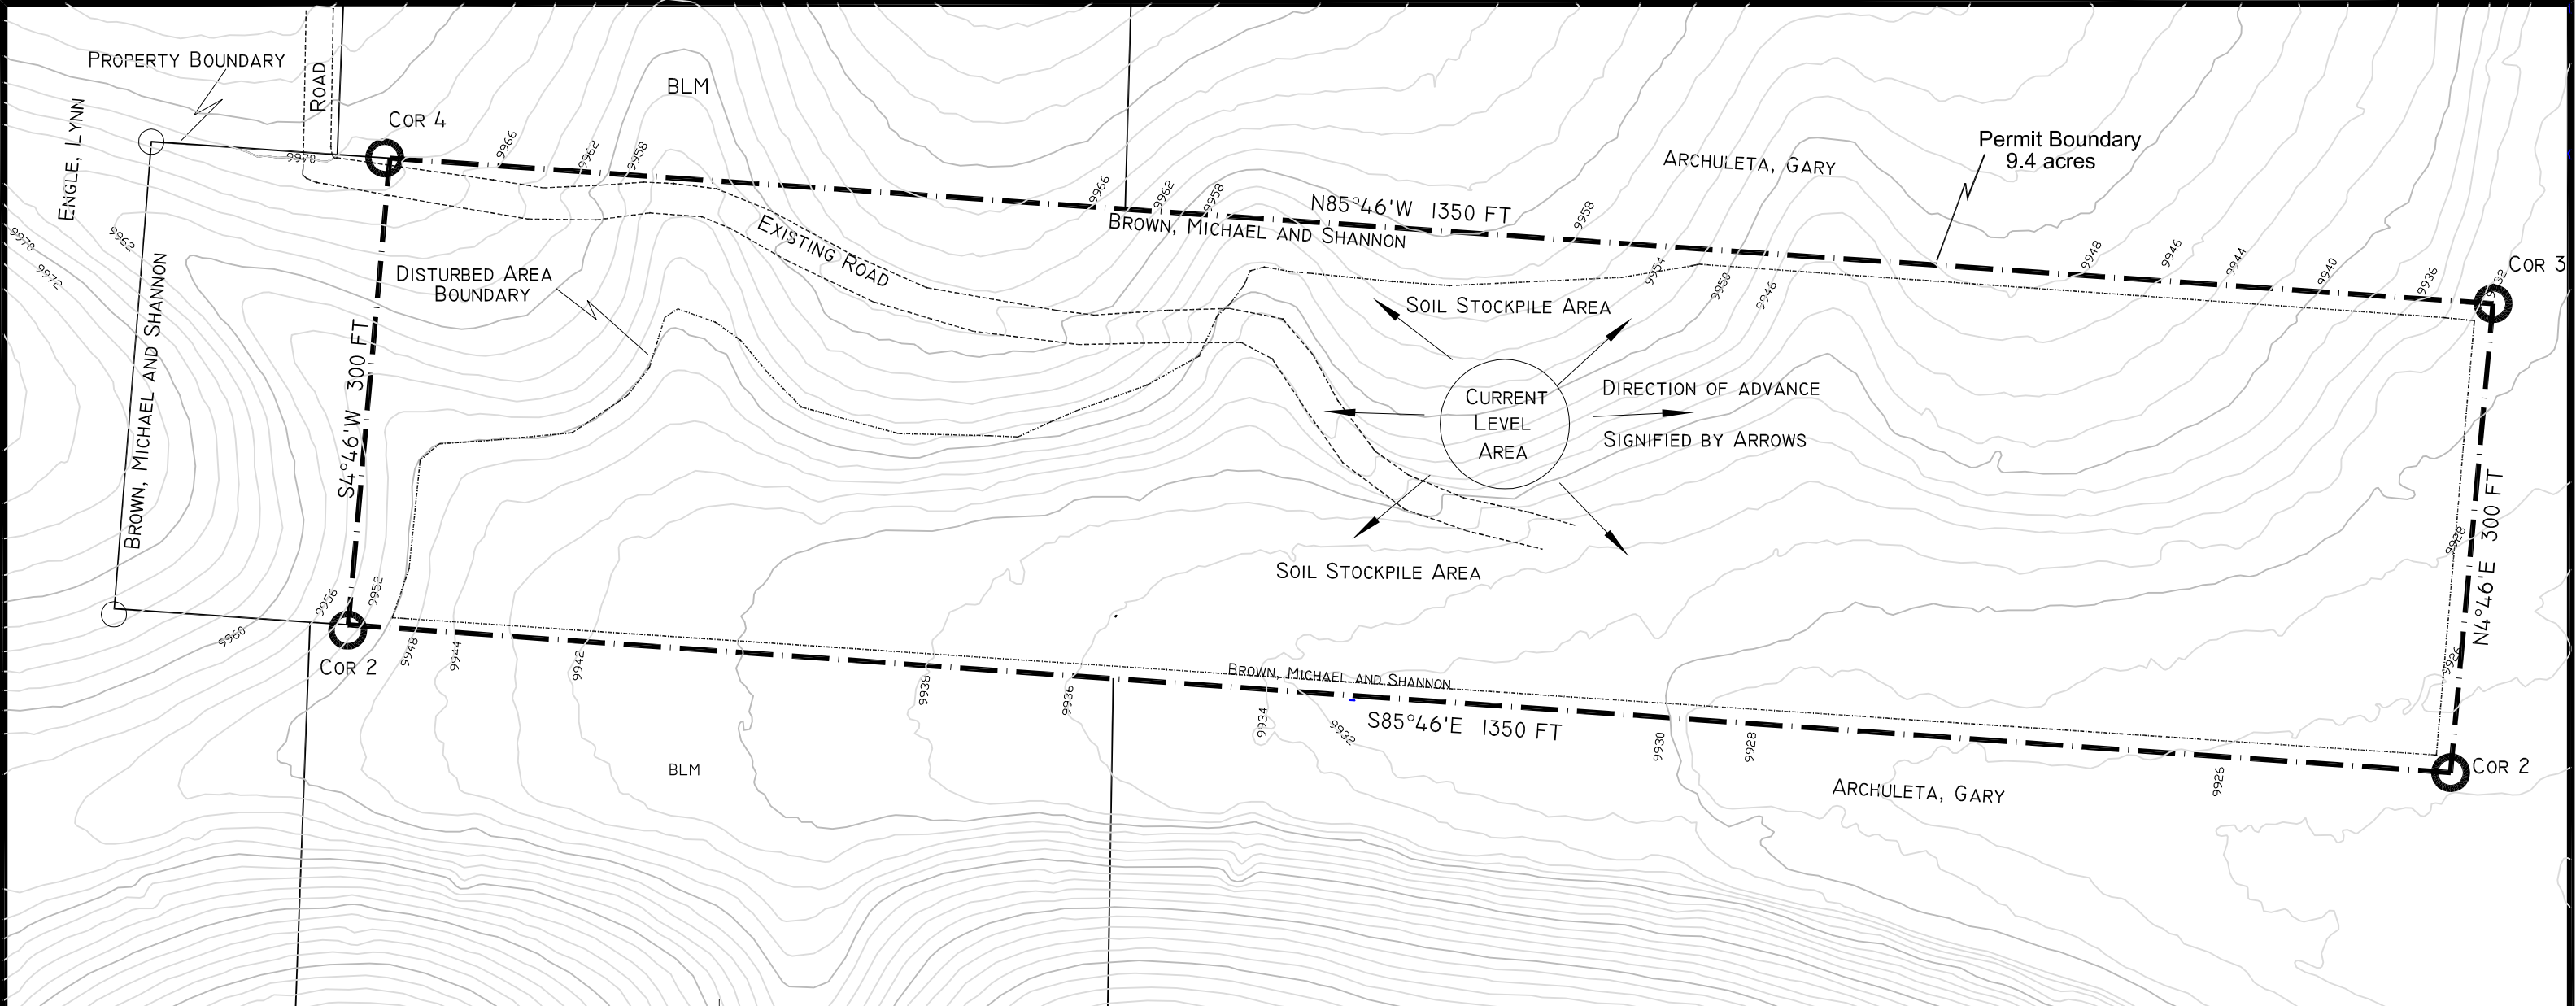 PROPERTY BOUNDARY
ROAD
BLM
COR 4
ENGLE, LYNN
9970
9966
9962
9958
Permit Boundary
9.4 acres
ARCHULETA, GARY
9966
9962
9958
N85°46'W 1350 FT
BROWN, MICHAEL AND SHANNON
9958
9954
9950
9946
9948
9946
9944
9940
9936
9932
COR 3
9970
9972
9962
EXISTING ROAD
DISTURBED AREA
BOUNDARY
SOIL STOCKPILE AREA
BROWN, MICHAEL AND SHANNON
S4°46'W 300 FT
CURRENT
LEVEL
AREA
DIRECTION OF ADVANCE
SIGNIFIED BY ARROWS
N4°46'E 300 FT
9928
9926
SOIL STOCKPILE AREA
9956
9952
9960
COR 2
9948
9944
9942
9938
9936
9934
9932
BROWN, MICHAEL AND SHANNON
S85°46'E 1350 FT
9930
9928
9926
BLM
ARCHULETA, GARY
COR 2